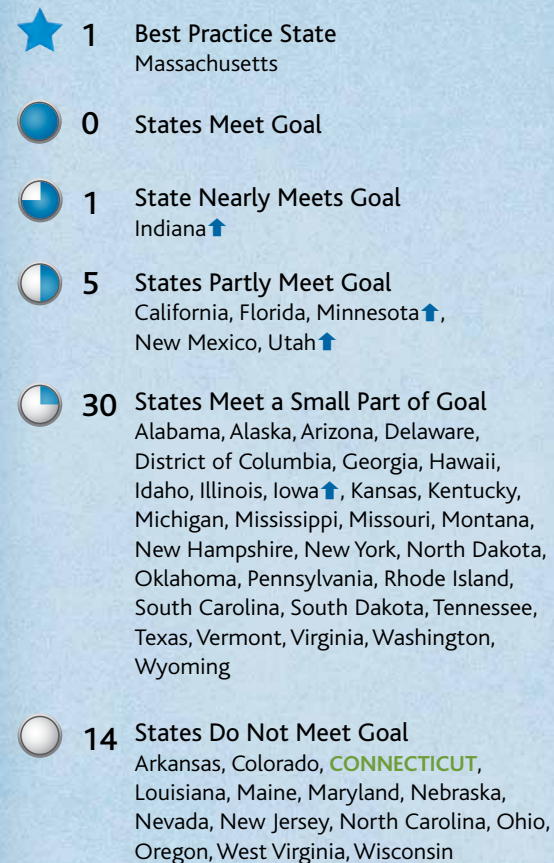 1 Best Practice State
Massachusetts
0 States Meet Goal
1 State Nearly Meets Goal
Indiana⬆
5 States Partly Meet Goal
California, Florida, Minnesota⬆,
New Mexico, Utah⬆
30 States Meet a Small Part of Goal
Alabama, Alaska, Arizona, Delaware,
District of Columbia, Georgia, Hawaii,
Idaho, Illinois, Iowa⬆, Kansas, Kentucky,
Michigan, Mississippi, Missouri, Montana,
New Hampshire, New York, North Dakota,
Oklahoma, Pennsylvania, Rhode Island,
South Carolina, South Dakota, Tennessee,
Texas, Vermont, Virginia, Washington,
Wyoming
14 States Do Not Meet Goal
Arkansas, Colorado, CONNECTICUT,
Louisiana, Maine, Maryland, Nebraska,
Nevada, New Jersey, North Carolina, Ohio,
Oregon, West Virginia, Wisconsin